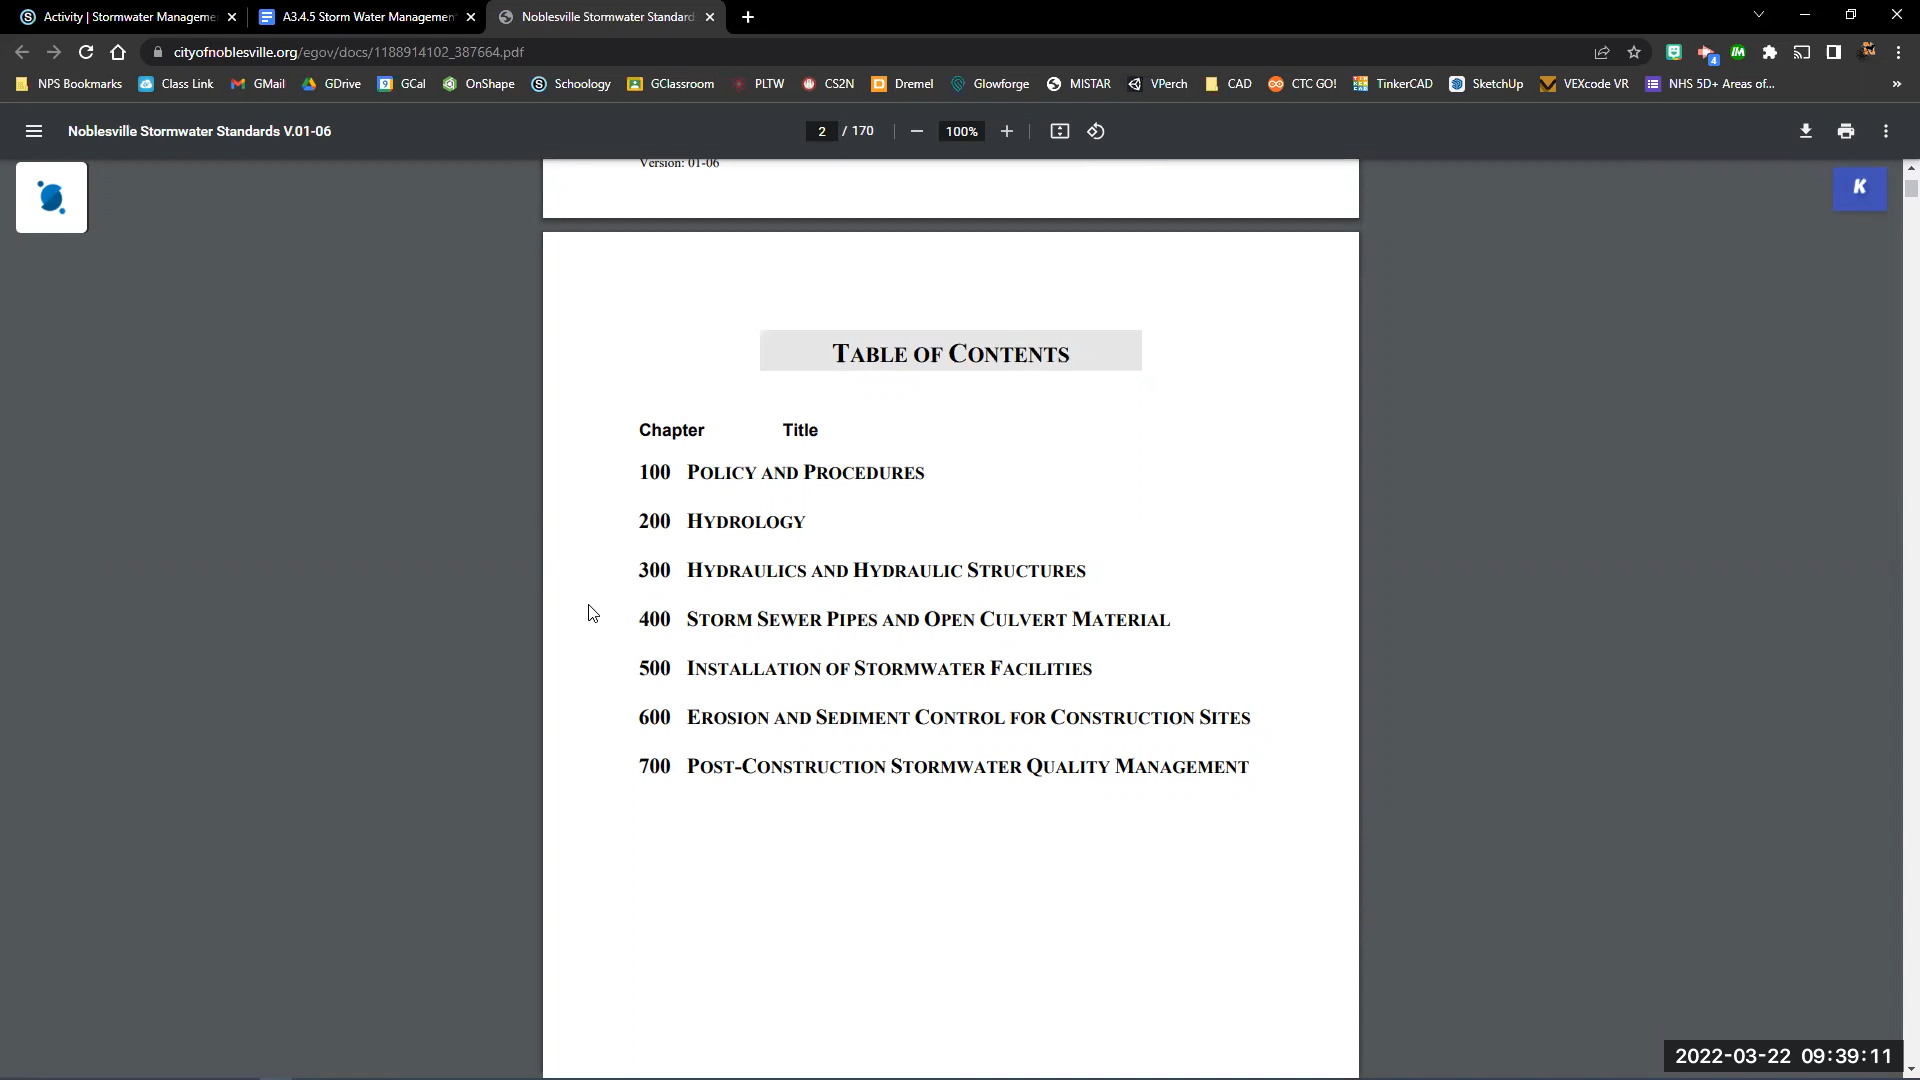 Activity | Stormwater Manageme
A3.4.5 Storm Water Management
Noblesville Stormwater Standard
cityofnoblesville.org/egov/docs/1188914102_387664.pdf
4
NPS Bookmarks
Class Link
GMail
GDrive
9
GCal
OnShape
Schoology
GClassroom
PLTW
CS2N
Dremel
Glowforge
MISTAR
VPerch
CAD
CTC GO!
TinkerCAD
SketchUp
VEXcode VR
NHS 5D+ Areas of...
»
Noblesville Stormwater Standards V.01-06
2 / 170
100%
K
Version: 01-06
TABLE OF CONTENTS
Chapter Title
100 POLICY AND PROCEDURES
200 HYDROLOGY
300 HYDRAULICS AND HYDRAULIC STRUCTURES
400 STORM SEWER PIPES AND OPEN CULVERT MATERIAL
500 INSTALLATION OF STORMWATER FACILITIES
600 EROSION AND SEDIMENT CONTROL FOR CONSTRUCTION SITES
700 POST-CONSTRUCTION STORMWATER QUALITY MANAGEMENT
2022-03-22 09:39:11